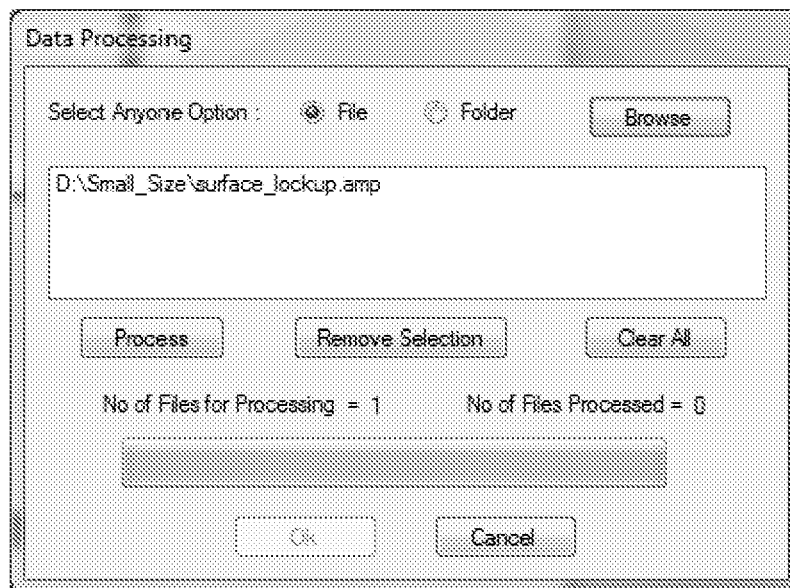 Data Processing
Select Anyone Option : File Folder Browse
D:\Small_Size\surface_lockup.amp
Process Remove Selection Clear All
No of Files for Processing = 1 No of Files Processed = 0
Ok Cancel